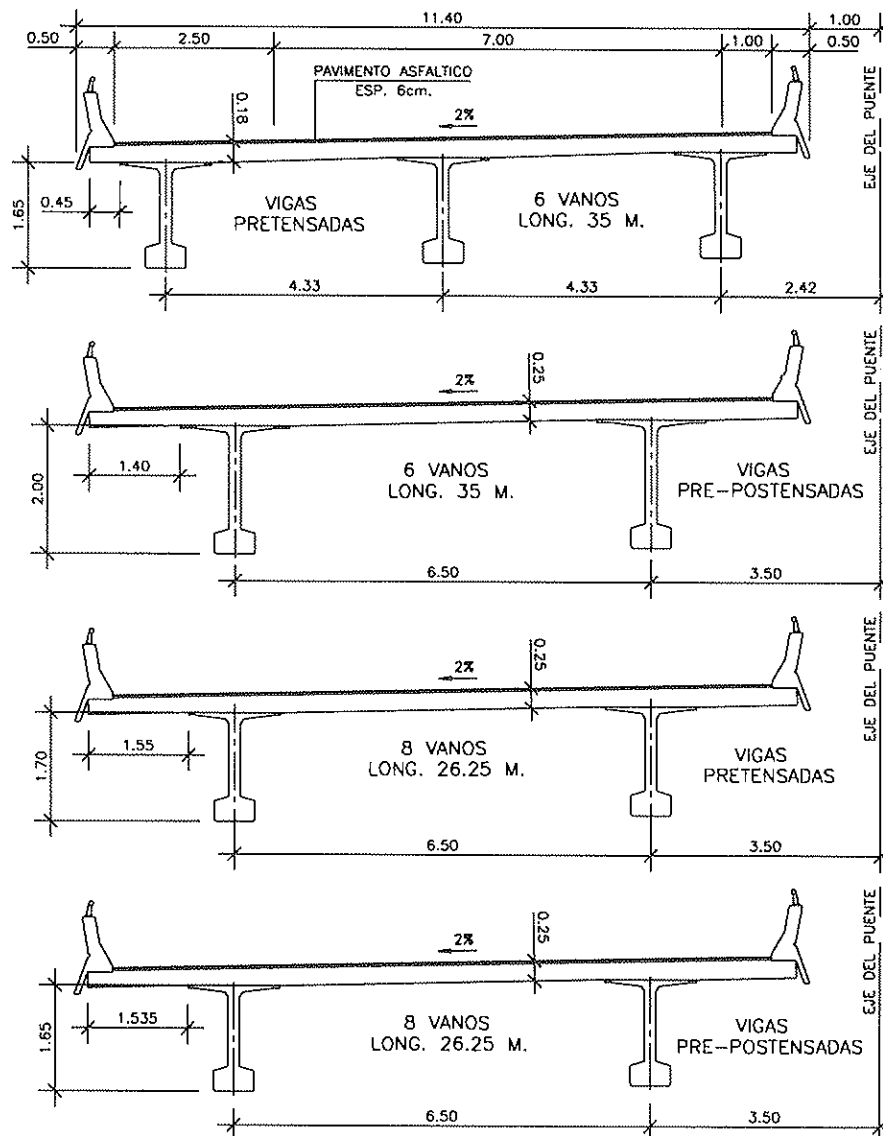 11.40
1.00
0.50
2.50
7.00
1.00
0.50
PAVIMENTO ASFALTICO
ESP. 6cm.
0.18
2%
EJE DEL PUENTE
1.65
0.45
VIGAS
PRETENSADAS
6 VANOS
LONG. 35 M.
4.33
4.33
2.42
2%
0.25
EJE DEL PUENTE
2.00
1.40
6 VANOS
LONG. 35 M.
VIGAS
PRE-POSTENSADAS
6.50
3.50
2%
0.25
EJE DEL PUENTE
1.70
1.55
8 VANOS
LONG. 26.25 M.
VIGAS
PRETENSADAS
6.50
3.50
2%
0.25
EJE DEL PUENTE
1.65
1.535
8 VANOS
LONG. 26.25 M.
VIGAS
PRE-POSTENSADAS
6.50
3.50